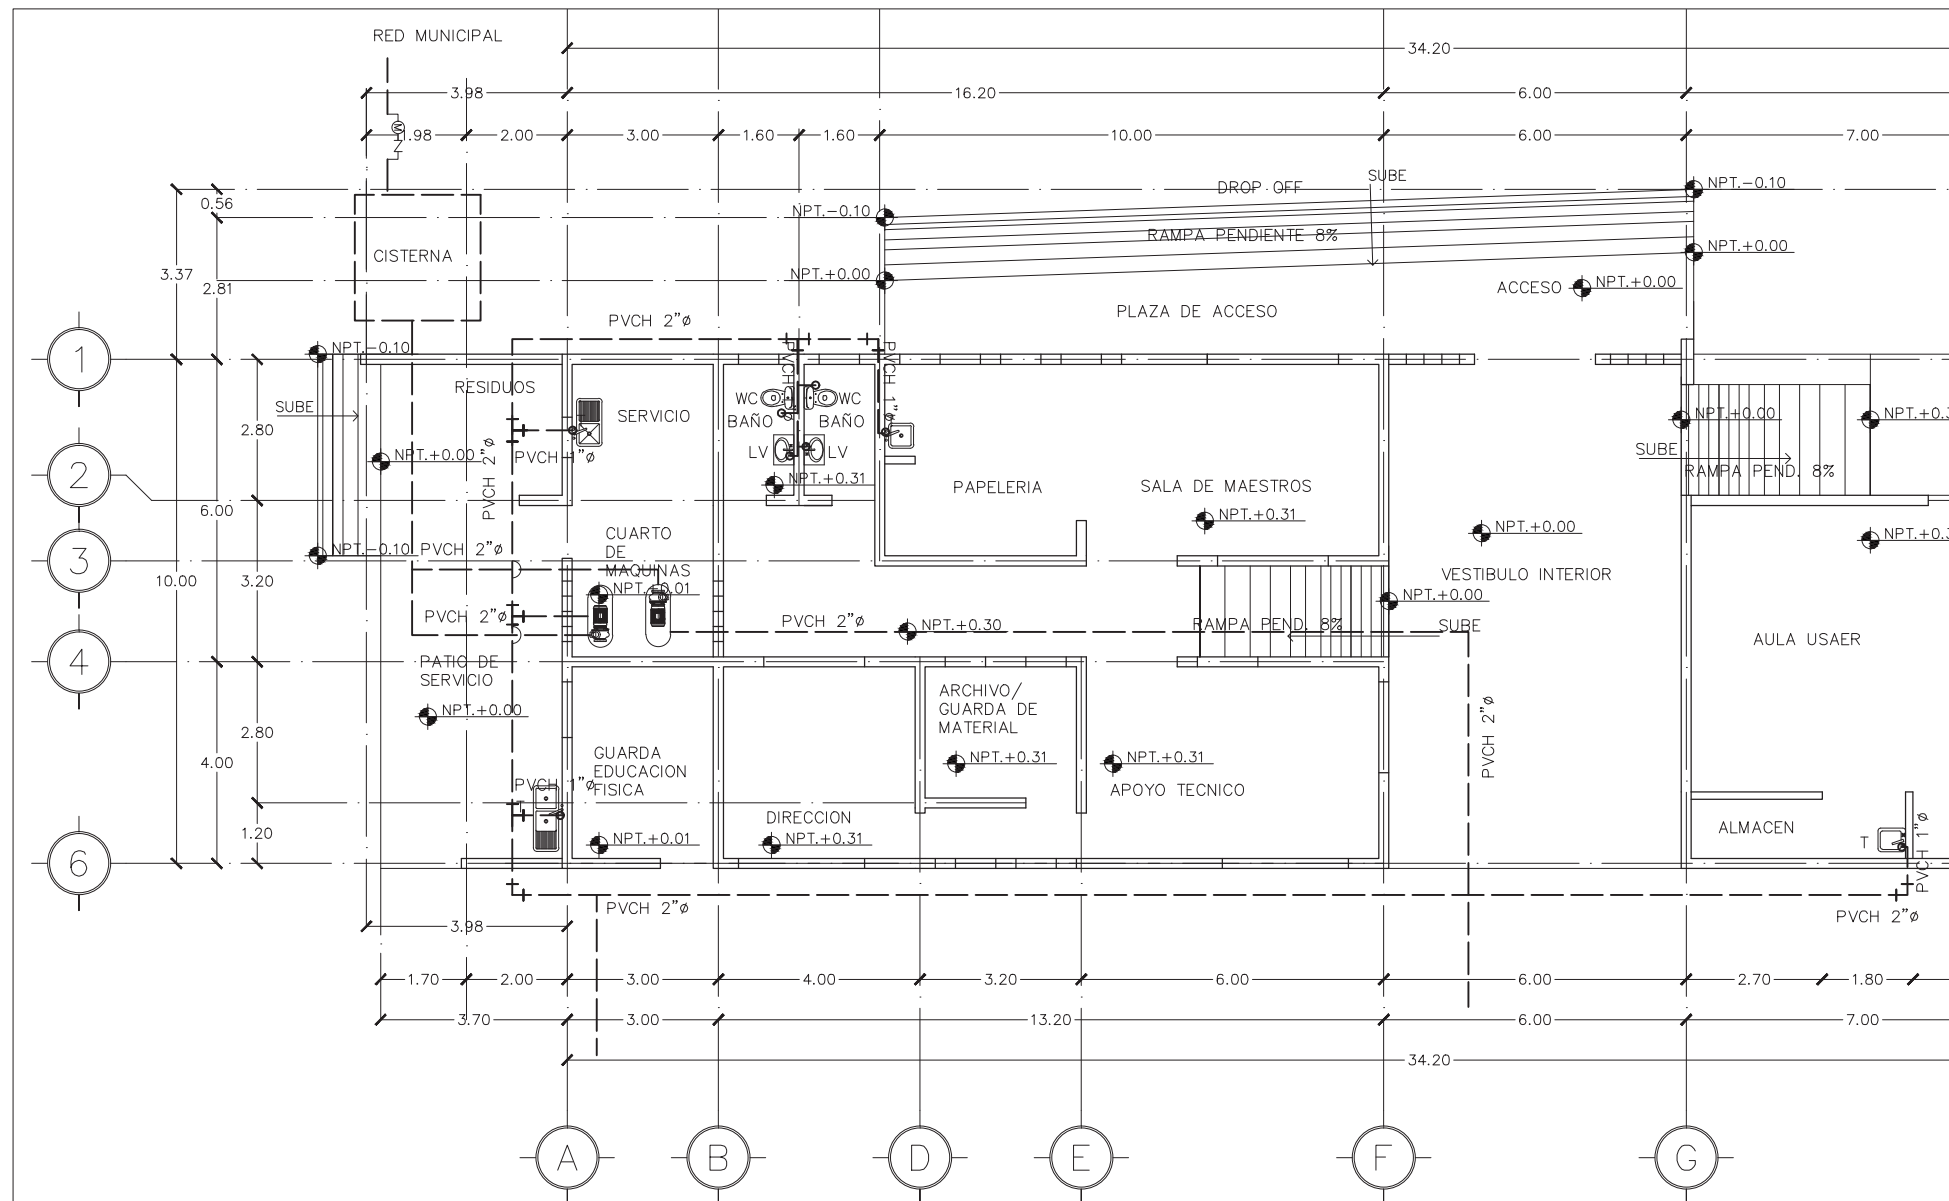 RED MUNICIPAL
34.20
3.98
16.20
6.00
1.98
2.00
3.00
1.60
1.60
10.00
6.00
7.00
M
SUBE
DROP OFF
NPT.-0.10
0.56
NPT.-0.10
RAMPA PENDIENTE 8%
CISTERNA
NPT.+0.00
3.37
2.81
NPT.+0.00
ACCESO
NPT.+0.00
PLAZA DE ACCESO
PVCH 2"ø
1
NPT.-0.10
PVCH 1"ø
RESIDUOS
WC
WC
SUBE
SERVICIO
BAÑO
BAÑO
NPT.+0.00
2.80
LV
LV
SUBE
NPT.+0.00
PVCH 1"ø
RAMPA PEND. 8%
2
PVCH 2"ø
NPT.+0.31
PAPELERIA
SALA DE MAESTROS
6.00
NPT.+0.31
NPT.+0.00
CUARTO
DE
MAQUINAS
NPT.-0.10
PVCH 2"ø
3
10.00
3.20
NPT.+0.01
VESTIBULO INTERIOR
NPT.+0.00
PVCH 2"ø
PVCH 2"ø
NPT.+0.30
RAMPA PEND. 8%
SUBE
AULA USAER
4
PATIO DE
SERVICIO
ARCHIVO/
GUARDA DE
MATERIAL
NPT.+0.00
2.80
PVCH 2"ø
4.00
GUARDA
EDUCACION
FISICA
NPT.+0.31
NPT.+0.31
PVCH 1"ø
APOYO TECNICO
T
DIRECCION
ALMACEN
1.20
NPT.+0.01
NPT.+0.31
T
PVCH 1"ø
6
PVCH 2"ø
PVCH 2"ø
3.98
1.70
2.00
3.00
4.00
3.20
6.00
6.00
2.70
1.80
3.70
3.00
13.20
6.00
7.00
34.20
A
B
D
E
F
G